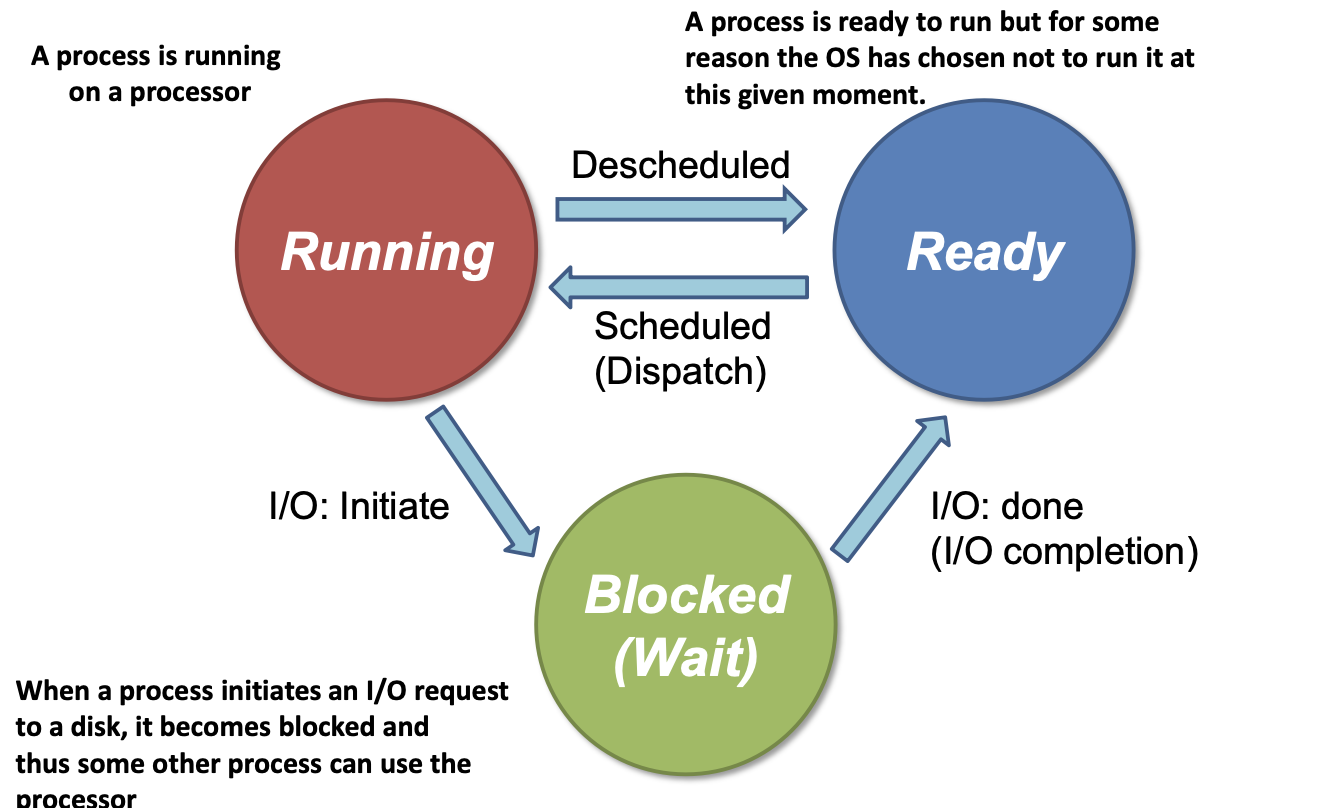 A process is running
on a processor
A process is ready to run but for some
reason the OS has chosen not to run it at
this given moment.
Descheduled
Running
Ready
Scheduled
(Dispatch)
I/O: Initiate
I/O: done
(I/O completion)
Blocked
(Wait)
When a process initiates an I/O request
to a disk, it becomes blocked and
thus some other process can use the
processor